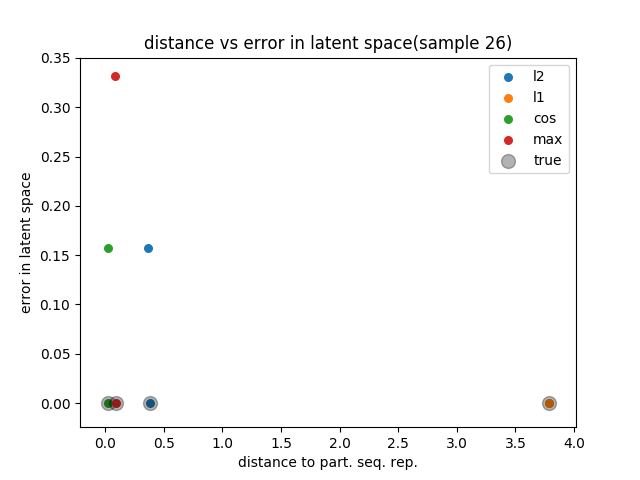 distance vs error in latent space(sample 26)
0.35
0.30
0.25
0.20
0.15
0.10
0.05
0.00
error in latent space
l2
l1
cos
max
true
0.0 0.5 1.0 1.5 2.0 2.5 3.0 3.5 4.0
distance to part. seq. rep.